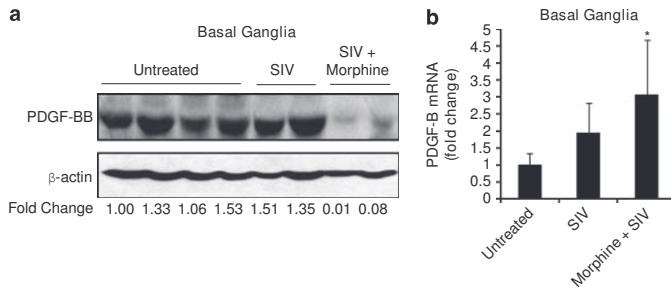 a
Basal Ganglia
Untreated SIV SIV +
Morphine
PDGF-BB
β-actin
Fold Change 1.00 1.33 1.06 1.53 1.51 1.35 0.01 0.08
b
Basal Ganglia
PDGF-B mRNA
(fold change)
5
4.5
4
3.5
3
2.5
2
1.5
1
0.5
0
*
Untreated
SIV
Morphine + SIV